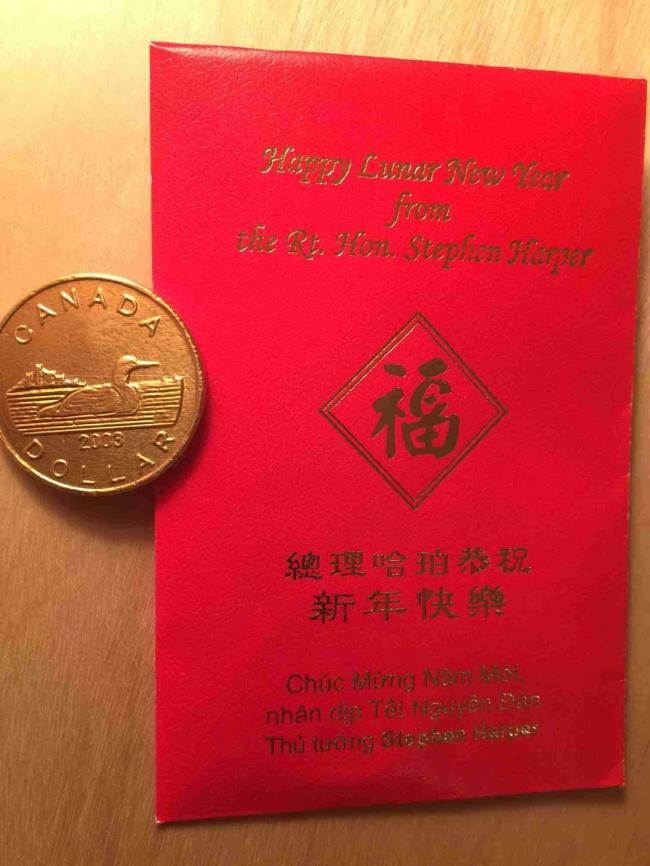 CANADA
2003
DOLLAR
Happy Lunar New Year
from
the Rt. Hon. Stephen Harper
福
總理哈珀恭祝
新年快樂
Chúc Mừng Năm Mới,
nhân dịp Tết Nguyên Đán
Thủ tướng Stephen Harper